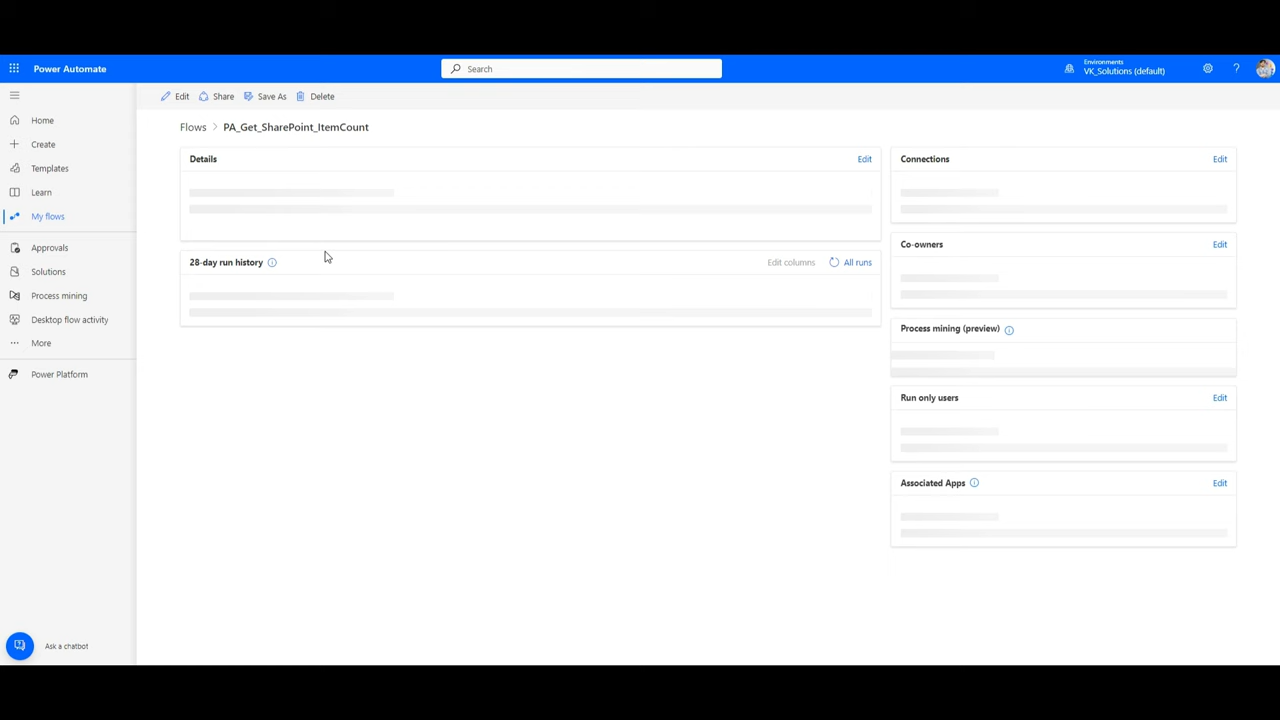 Power Automate
Search
Environments
VK_Solutions (default)
?
Edit
Share
Save As
Delete
Home
Create
Templates
Learn
My flows
Approvals
Solutions
Process mining
Desktop flow activity
More
Power Platform
Ask a chatbot
Flows > PA_Get_SharePoint_ItemCount
Details
Edit
28-day run history
Edit columns
All runs
Connections
Edit
Co-owners
Edit
Process mining (preview)
Run only users
Edit
Associated Apps
Edit